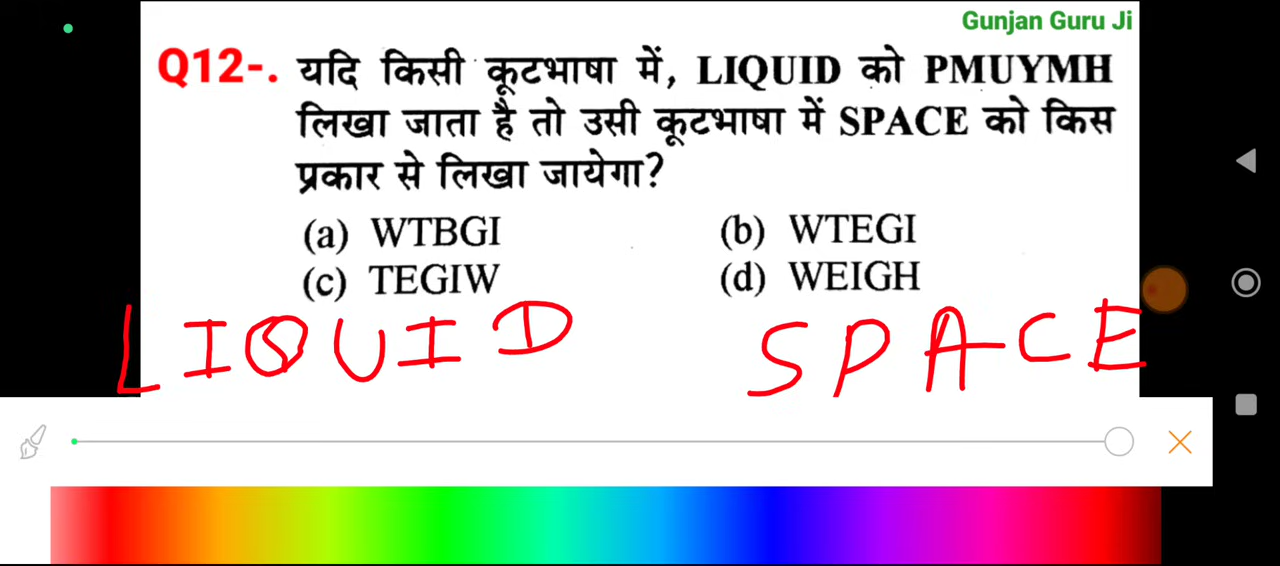 Gunjan Guru Ji
Q12-. यदि किसी कूटभाषा में, LIQUID को PMUYMH
लिखा जाता है तो उसी कूटभाषा में SPACE को किस
प्रकार से लिखा जायेगा?
(a) WTBGI (b) WTEGI
(c) TEGIW (d) WEIGH
LIQUID SPACE